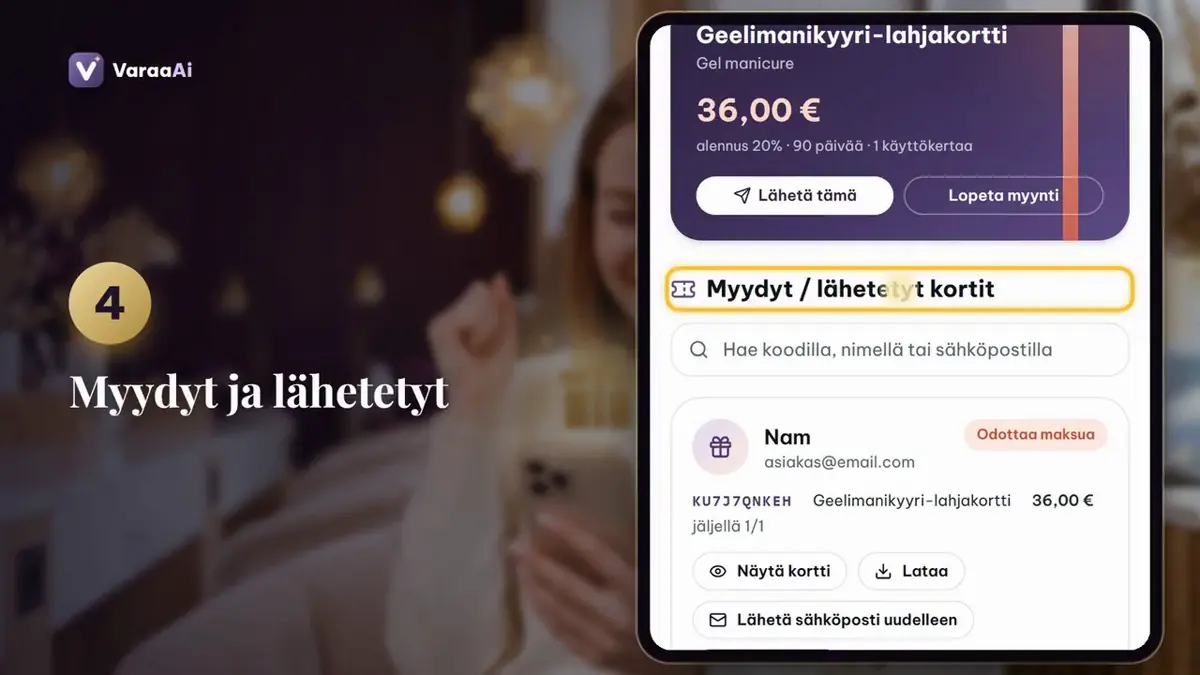 VaraaAi
4
Myydyt ja lähetetyt
Geelimanikyyri-lahjakortti
Gel manicure
36,00 €
alennus 20% · 90 päivää · 1 käyttökertaa
Lähetä tämä
Lopeta myynti
Myydyt / lähetetyt kortit
Hae koodilla, nimellä tai sähköpostilla
Nam
Odottaa maksua
asiakas@email.com
KU7J7QNKEH Geelimanikyyri-lahjakortti 36,00 €
jäljellä 1/1
Näytä kortti
Lataa
Lähetä sähköposti uudelleen